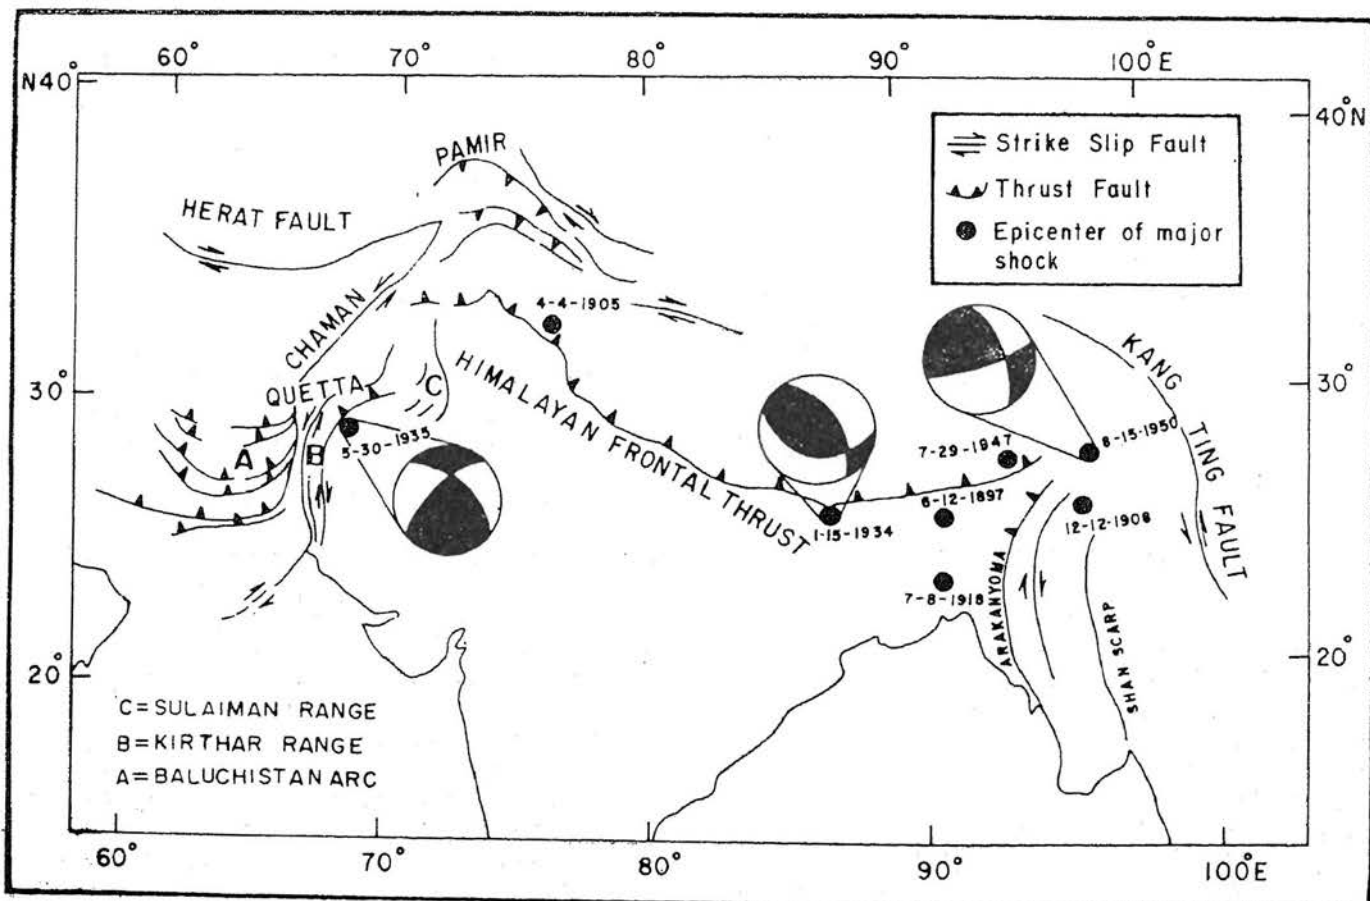 60° 70° 80° 90° 100°E
N40° 40°N
Strike Slip Fault
Thrust Fault
Epicenter of major
shock
PAMIR
HERAT FAULT
CHAMAN
4-4-1905
QUETTA
HIMALAYAN FRONTAL THRUST
KANG TING FAULT
30° 30°
A B C
5-30-1935
7-29-1947
8-15-1950
6-12-1897
1-15-1934
12-12-1908
7-8-1918
ARAKANYOMA
SHAN SCARP
20° 20°
C=SULAIMAN RANGE
B=KIRTHAR RANGE
A=BALUCHISTAN ARC
60° 70° 80° 90° 100°E